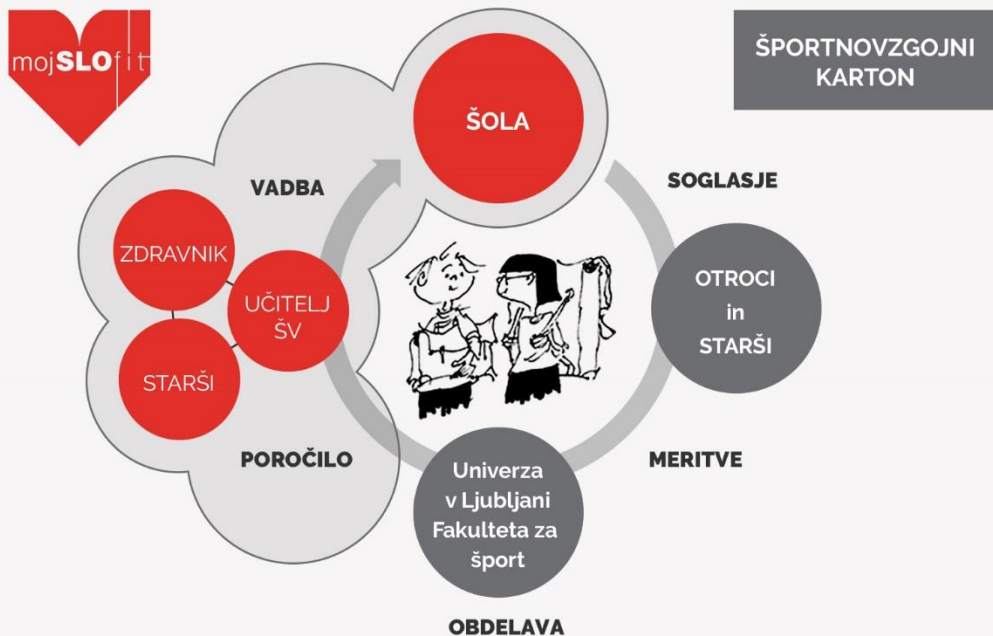 mojSLOfit
ŠPORTNOVZGOJNI
KARTON
ŠOLA
VADBA
SOGLASJE
ZDRAVNIK
UČITELJ
ŠV
STARŠI
OTROCI
in
STARŠI
POROČILO
MERITVE
Univerza
v Ljubljani
Fakulteta za
šport
OBDELAVA